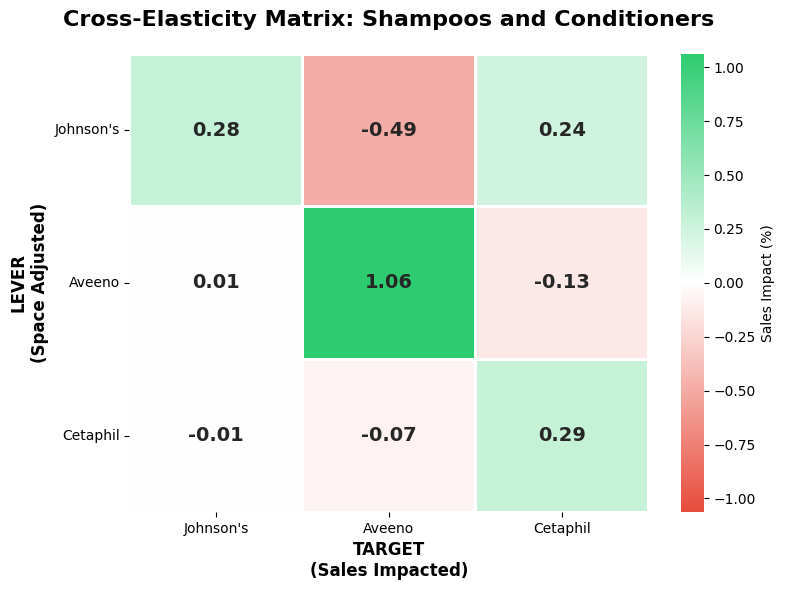 Cross-Elasticity Matrix: Shampoos and Conditioners
LEVER
(Space Adjusted)
Johnson's
0.28
-0.49
0.24
Aveeno
0.01
1.06
-0.13
Cetaphil
-0.01
-0.07
0.29
Johnson's
Aveeno
Cetaphil
TARGET
(Sales Impacted)
1.00
0.75
0.50
0.25
0.00
−0.25
−0.50
−0.75
−1.00
Sales Impact (%)